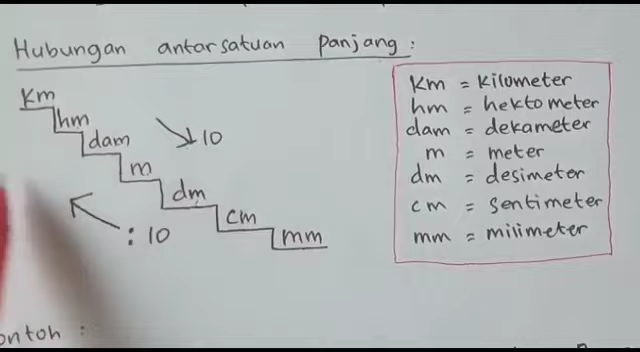 Hubungan antarsatuan panjang :
Km
hm
dam
m
dm
cm
mm
10
: 10
Km = Kilometer
hm = hektometer
dam = dekameter
m = meter
dm = desimeter
cm = sentimeter
mm = milimeter
ontoh :